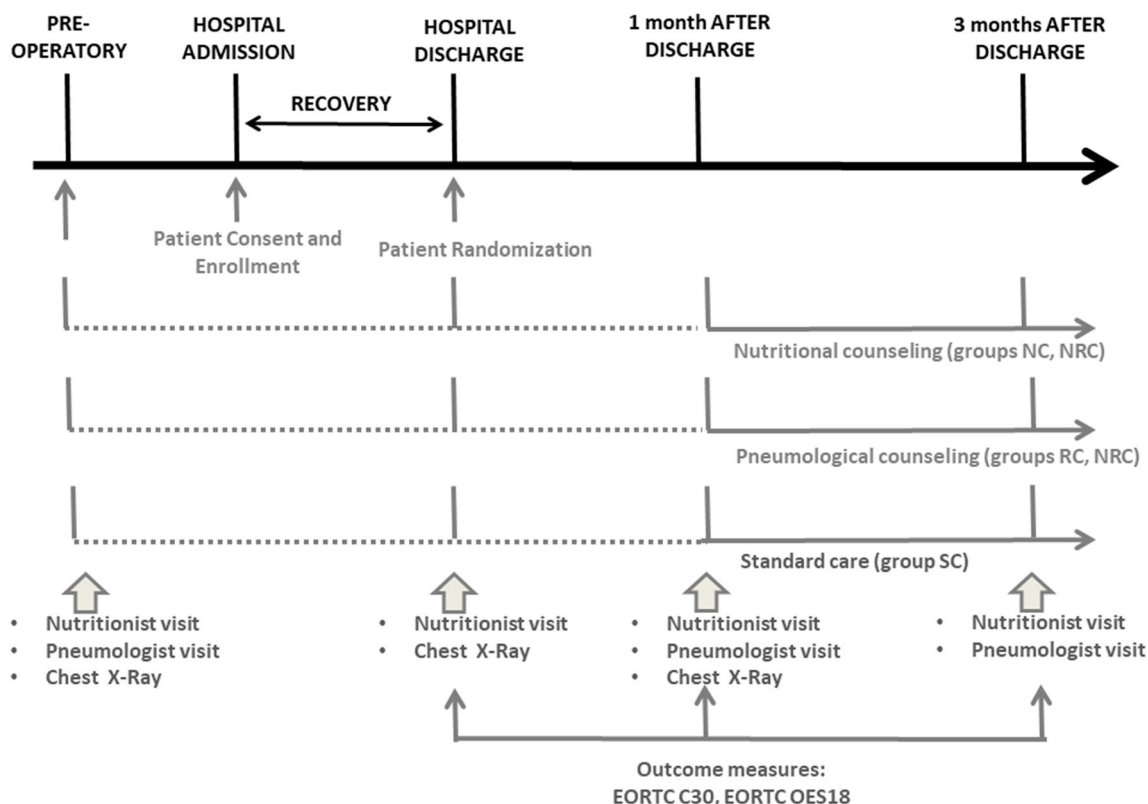 PRE-
OPERATORY
HOSPITAL
ADMISSION
HOSPITAL
DISCHARGE
1 month AFTER
DISCHARGE
3 months AFTER
DISCHARGE
RECOVERY
Patient Consent and
Enrollment
Patient Randomization
Nutritional counseling (groups NC, NRC)
Pneumological counseling (groups RC, NRC)
Standard care (group SC)
• Nutritionist visit
• Pneumologist visit
• Chest X-Ray
• Nutritionist visit
• Chest X-Ray
• Nutritionist visit
• Pneumologist visit
• Chest X-Ray
• Nutritionist visit
• Pneumologist visit
Outcome measures:
EORTC C30, EORTC OES18